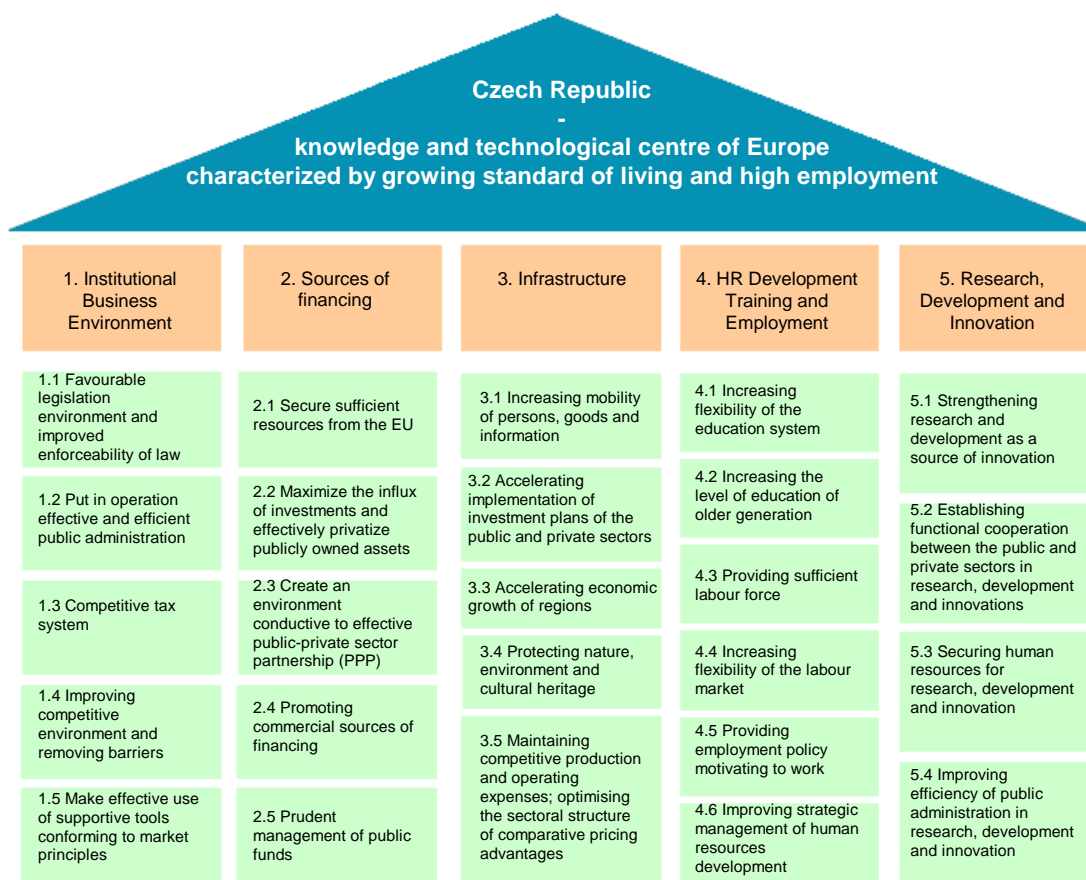 Czech Republic
-
knowledge and technological centre of Europe
characterized by growing standard of living and high employment
1. Institutional
Business
Environment
2. Sources of
financing
3. Infrastructure
4. HR Development
Training and
Employment
5. Research,
Development and
Innovation
1.1 Favourable
legislation
environment and
improved
enforceability of law
1.2 Put in operation
effective and efficient
public administration
1.3 Competitive tax
system
1.4 Improving
competitive
environment and
removing barriers
1.5 Make effective use
of supportive tools
conforming to market
principles
2.1 Secure sufficient
resources from the EU
2.2 Maximize the influx
of investments and
effectively privatize
publicly owned assets
2.3 Create an
environment
conductive to effective
public-private sector
partnership (PPP)
2.4 Promoting
commercial sources of
financing
2.5 Prudent
management of public
funds
3.1 Increasing mobility
of persons, goods and
information
3.2 Accelerating
implementation of
investment plans of the
public and private sectors
3.3 Accelerating economic
growth of regions
3.4 Protecting nature,
environment and
cultural heritage
3.5 Maintaining
competitive production
and operating
expenses; optimising
the sectoral structure
of comparative pricing
advantages
4.1 Increasing
flexibility of the
education system
4.2 Increasing the
level of education of
older generation
4.3 Providing sufficient
labour force
4.4 Increasing
flexibility of the labour
market
4.5 Providing
employment policy
motivating to work
4.6 Improving strategic
management of human
resources
development
5.1 Strengthening
research and
development as a
source of innovation
5.2 Establishing
functional cooperation
between the public and
private sectors in
research, development
and innovations
5.3 Securing human
resources for
research, development
and innovation
5.4 Improving
efficiency of public
administration in
research, development
and innovation